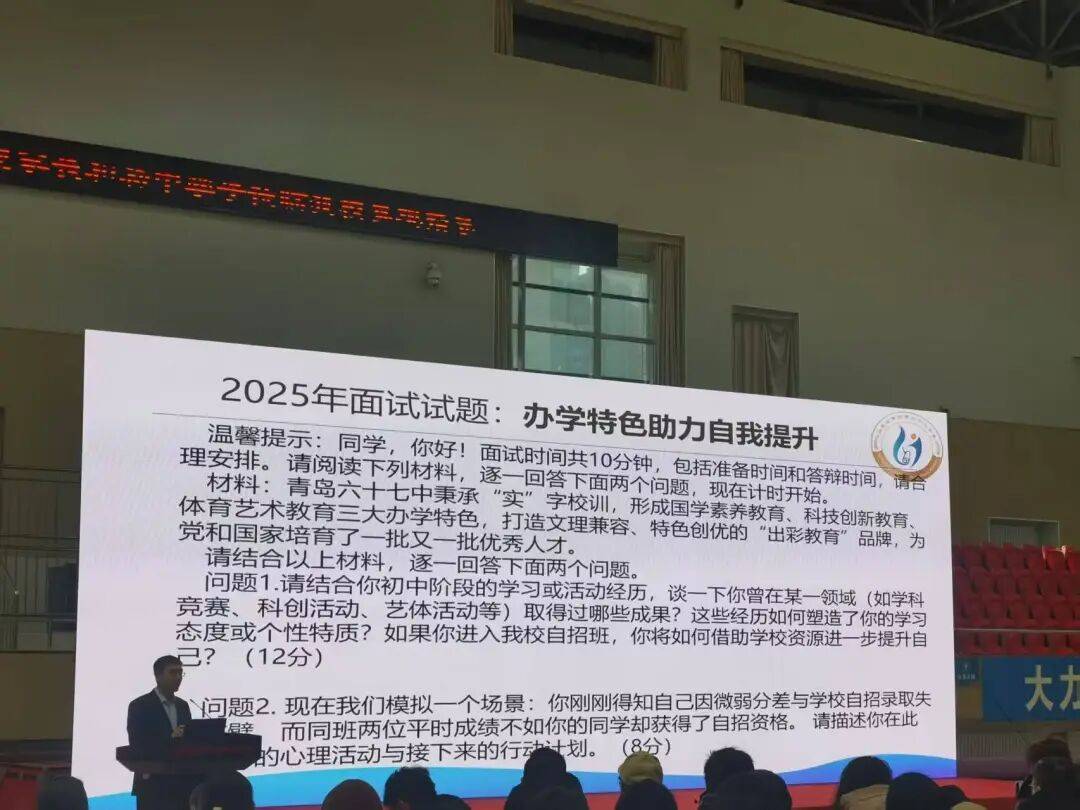 2025年面试试题：办学特色助力自我提升
温馨提示：同学，你好！面试时间共10分钟，包括准备时间和答辩时间，请合
理安排。请阅读下列材料，逐一回答下面两个问题，现在计时开始。
材料：青岛六十七中秉承“实”字校训，形成国学素养教育、科技创新教育、
体育艺术教育三大办学特色，打造文理兼容、特色创优的“出彩教育”品牌，为
党和国家培育了一批又一批优秀人才。
请结合以上材料，逐一回答下面两个问题。
问题1.请结合你初中阶段的学习或活动经历，谈一下你曾在某一领域（如学科
竞赛、科创活动、艺体活动等）取得过哪些成果？这些经历如何塑造了你的学习
态度或个性特质？如果你进入我校自招班，你将如何借助学校资源进一步提升自
己？（12分）
问题2. 现在我们模拟一个场景：你刚刚得知自己因微弱分差与学校自招录取失
臂，而同班两位平时成绩不如你的同学却获得了自招资格。请描述你在此
的心理活动与接下来的行动计划。（8分）
大力